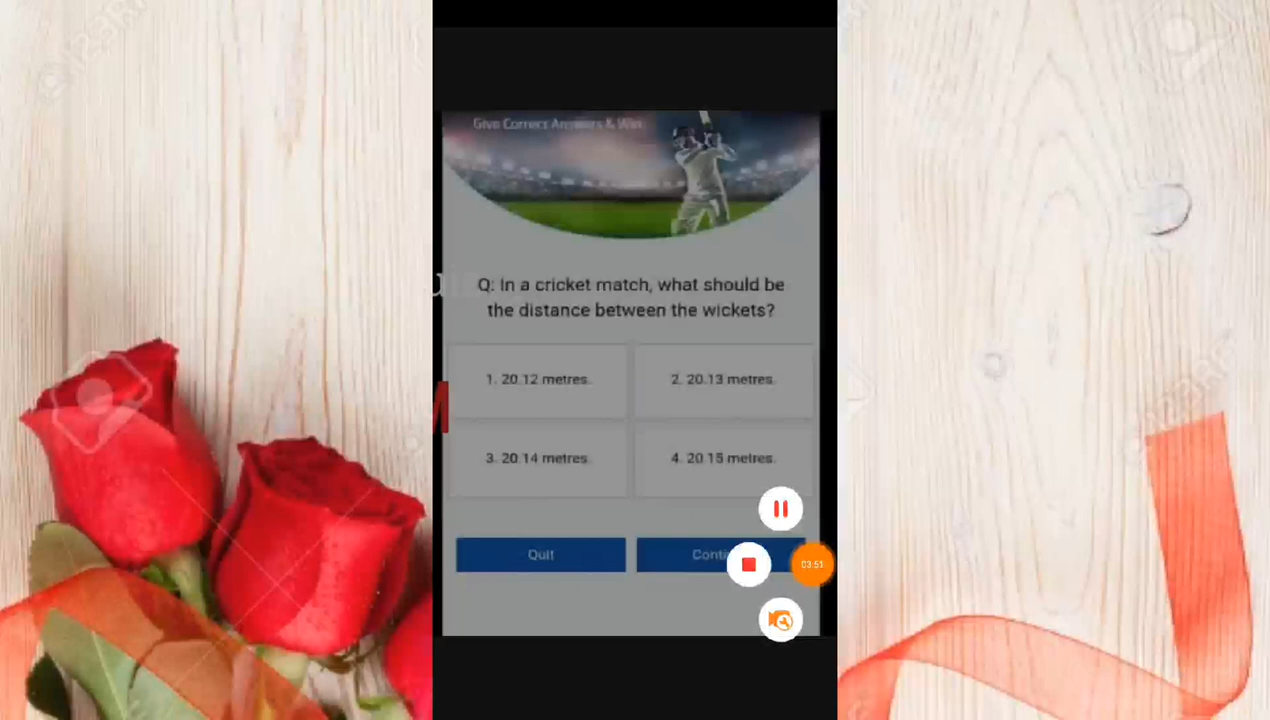 Give Correct Answers & Win
Q: In a cricket match, what should be
the distance between the wickets?
1. 20.12 metres.
2. 20.13 metres.
3. 20.14 metres.
4. 20.15 metres.
Quit
03:51
123RF